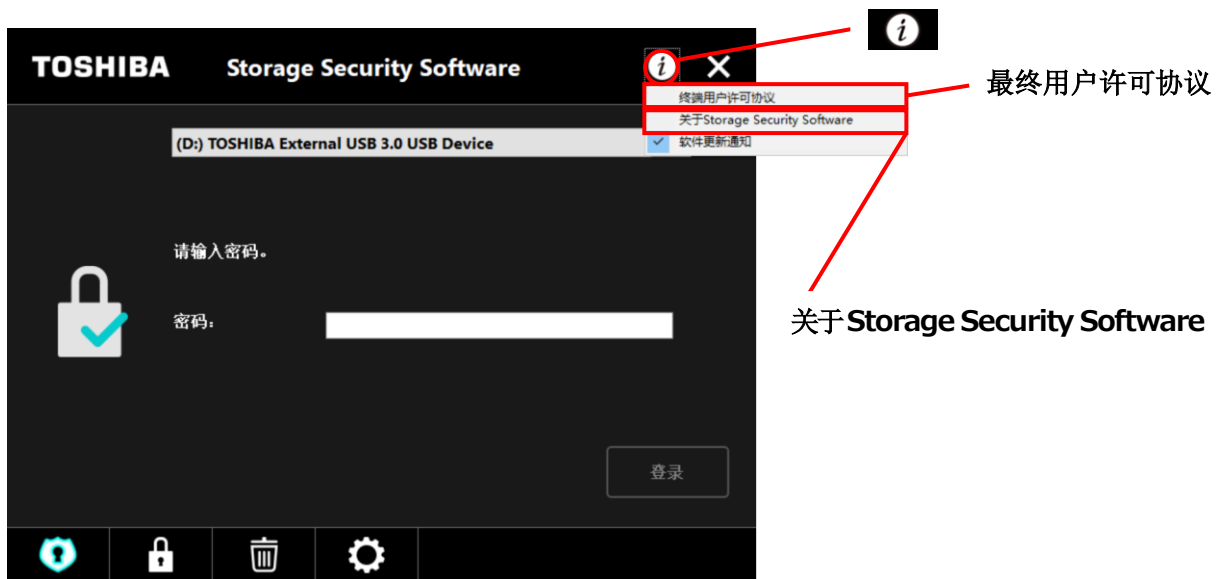 i
TOSHIBA Storage Security Software i
最终用户许可协议
终端用户许可协议
关于Storage Security Software
软件更新通知
(D:) TOSHIBA External USB 3.0 USB Device
请输入密码。
密码:
关于Storage Security Software
登录